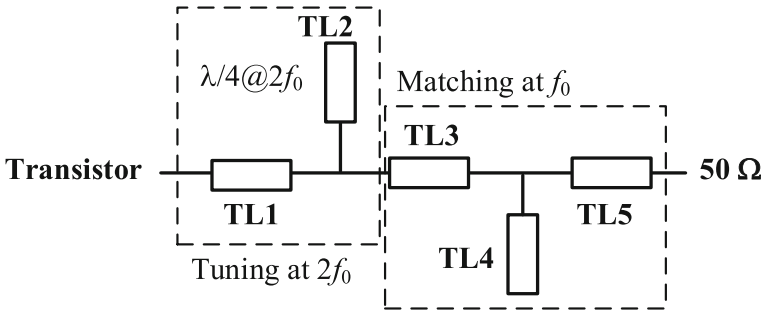 TL2
λ/4@2f₀
Matching at f₀
TL3
Transistor
50 Ω
TL1
TL5
TL4
Tuning at 2f₀